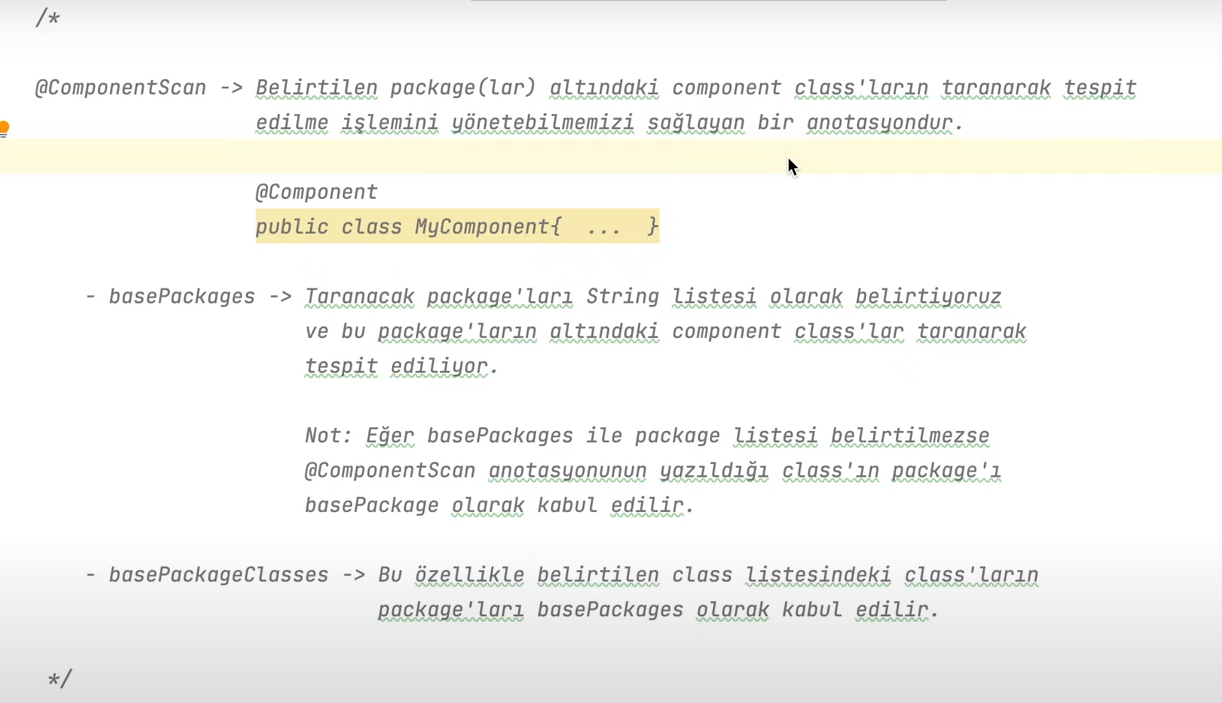 /*
@ComponentScan -> Belirtilen package(lar) altındaki component class'ların taranarak tespit
edilme işlemini yönetebilmemizi sağlayan bir anotasyondur.
@Component
public class MyComponent{  ...  }
- basePackages -> Taranacak package'ları String listesi olarak belirtiyoruz
ve bu package'ların altındaki component class'lar taranarak
tespit ediliyor.
Not: Eğer basePackages ile package listesi belirtilmezse
@ComponentScan anotasyonunun yazıldığı class'ın package'ı
basePackage olarak kabul edilir.
- basePackageClasses -> Bu özellikle belirtilen class listesindeki class'ların
package'ları basePackages olarak kabul edilir.
*/